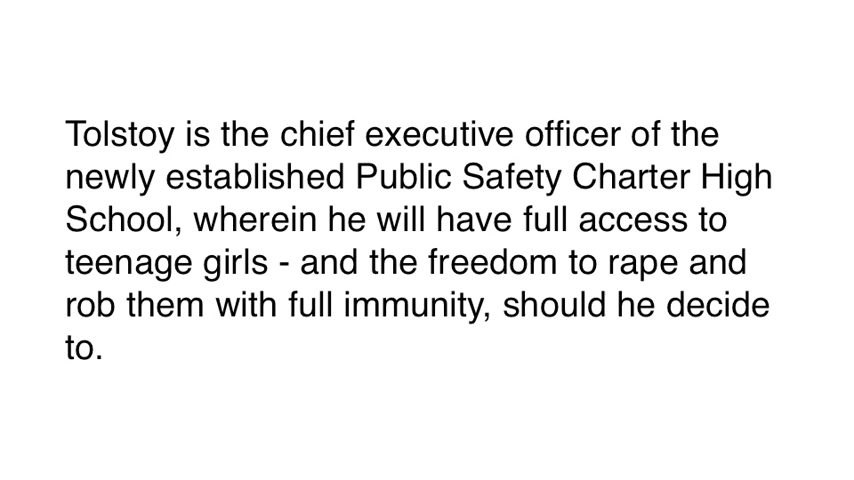 Tolstoy is the chief executive officer of the
newly established Public Safety Charter High
School, wherein he will have full access to
teenage girls - and the freedom to rape and
rob them with full immunity, should he decide
to.